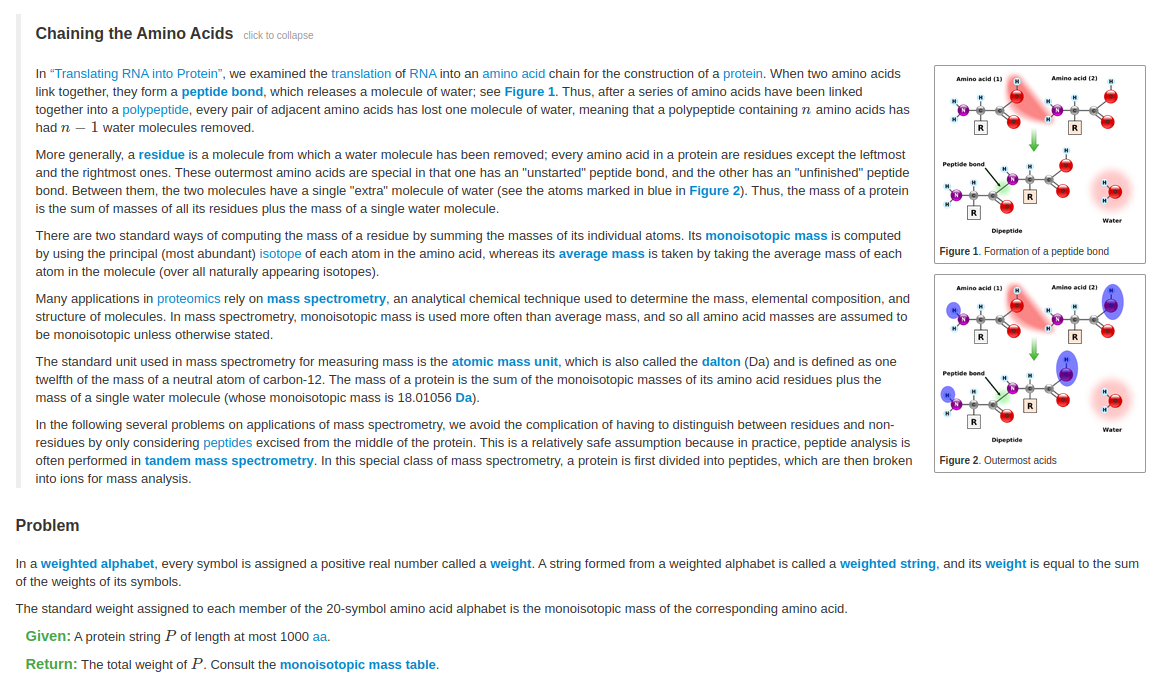 Chaining the Amino Acids click to collapse
In “Translating RNA into Protein”, we examined the translation of RNA into an amino acid chain for the construction of a protein. When two amino acids
link together, they form a peptide bond, which releases a molecule of water; see Figure 1. Thus, after a series of amino acids have been linked
together into a polypeptide, every pair of adjacent amino acids has lost one molecule of water, meaning that a polypeptide containing n amino acids has
had n − 1 water molecules removed.
More generally, a residue is a molecule from which a water molecule has been removed; every amino acid in a protein are residues except the leftmost
and the rightmost ones. These outermost amino acids are special in that one has an "unstarted" peptide bond, and the other has an "unfinished" peptide
bond. Between them, the two molecules have a single "extra" molecule of water (see the atoms marked in blue in Figure 2). Thus, the mass of a protein
is the sum of masses of all its residues plus the mass of a single water molecule.
There are two standard ways of computing the mass of a residue by summing the masses of its individual atoms. Its monoisotopic mass is computed
by using the principal (most abundant) isotope of each atom in the amino acid, whereas its average mass is taken by taking the average mass of each
atom in the molecule (over all naturally appearing isotopes).
Many applications in proteomics rely on mass spectrometry, an analytical chemical technique used to determine the mass, elemental composition, and
structure of molecules. In mass spectrometry, monoisotopic mass is used more often than average mass, and so all amino acid masses are assumed to
be monoisotopic unless otherwise stated.
The standard unit used in mass spectrometry for measuring mass is the atomic mass unit, which is also called the dalton (Da) and is defined as one
twelfth of the mass of a neutral atom of carbon-12. The mass of a protein is the sum of the monoisotopic masses of its amino acid residues plus the
mass of a single water molecule (whose monoisotopic mass is 18.01056 Da).
In the following several problems on applications of mass spectrometry, we avoid the complication of having to distinguish between residues and non-
residues by only considering peptides excised from the middle of the protein. This is a relatively safe assumption because in practice, peptide analysis is
often performed in tandem mass spectrometry. In this special class of mass spectrometry, a protein is first divided into peptides, which are then broken
into ions for mass analysis.
Amino acid (1) Amino acid (2)
R R
Peptide bond
R R
Water
Dipeptide
Figure 1. Formation of a peptide bond
Amino acid (1) Amino acid (2)
R R
Peptide bond
R R
Water
Dipeptide
Figure 2. Outermost acids
Problem
In a weighted alphabet, every symbol is assigned a positive real number called a weight. A string formed from a weighted alphabet is called a weighted string, and its weight is equal to the sum
of the weights of its symbols.
The standard weight assigned to each member of the 20-symbol amino acid alphabet is the monoisotopic mass of the corresponding amino acid.
Given: A protein string P of length at most 1000 aa.
Return: The total weight of P. Consult the monoisotopic mass table.